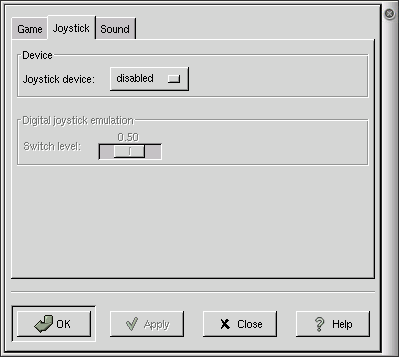 Game Joystick Sound
Device
Joystick device: disabled
Digital joystick emulation
0.50
Switch level:
OK Apply Close Help